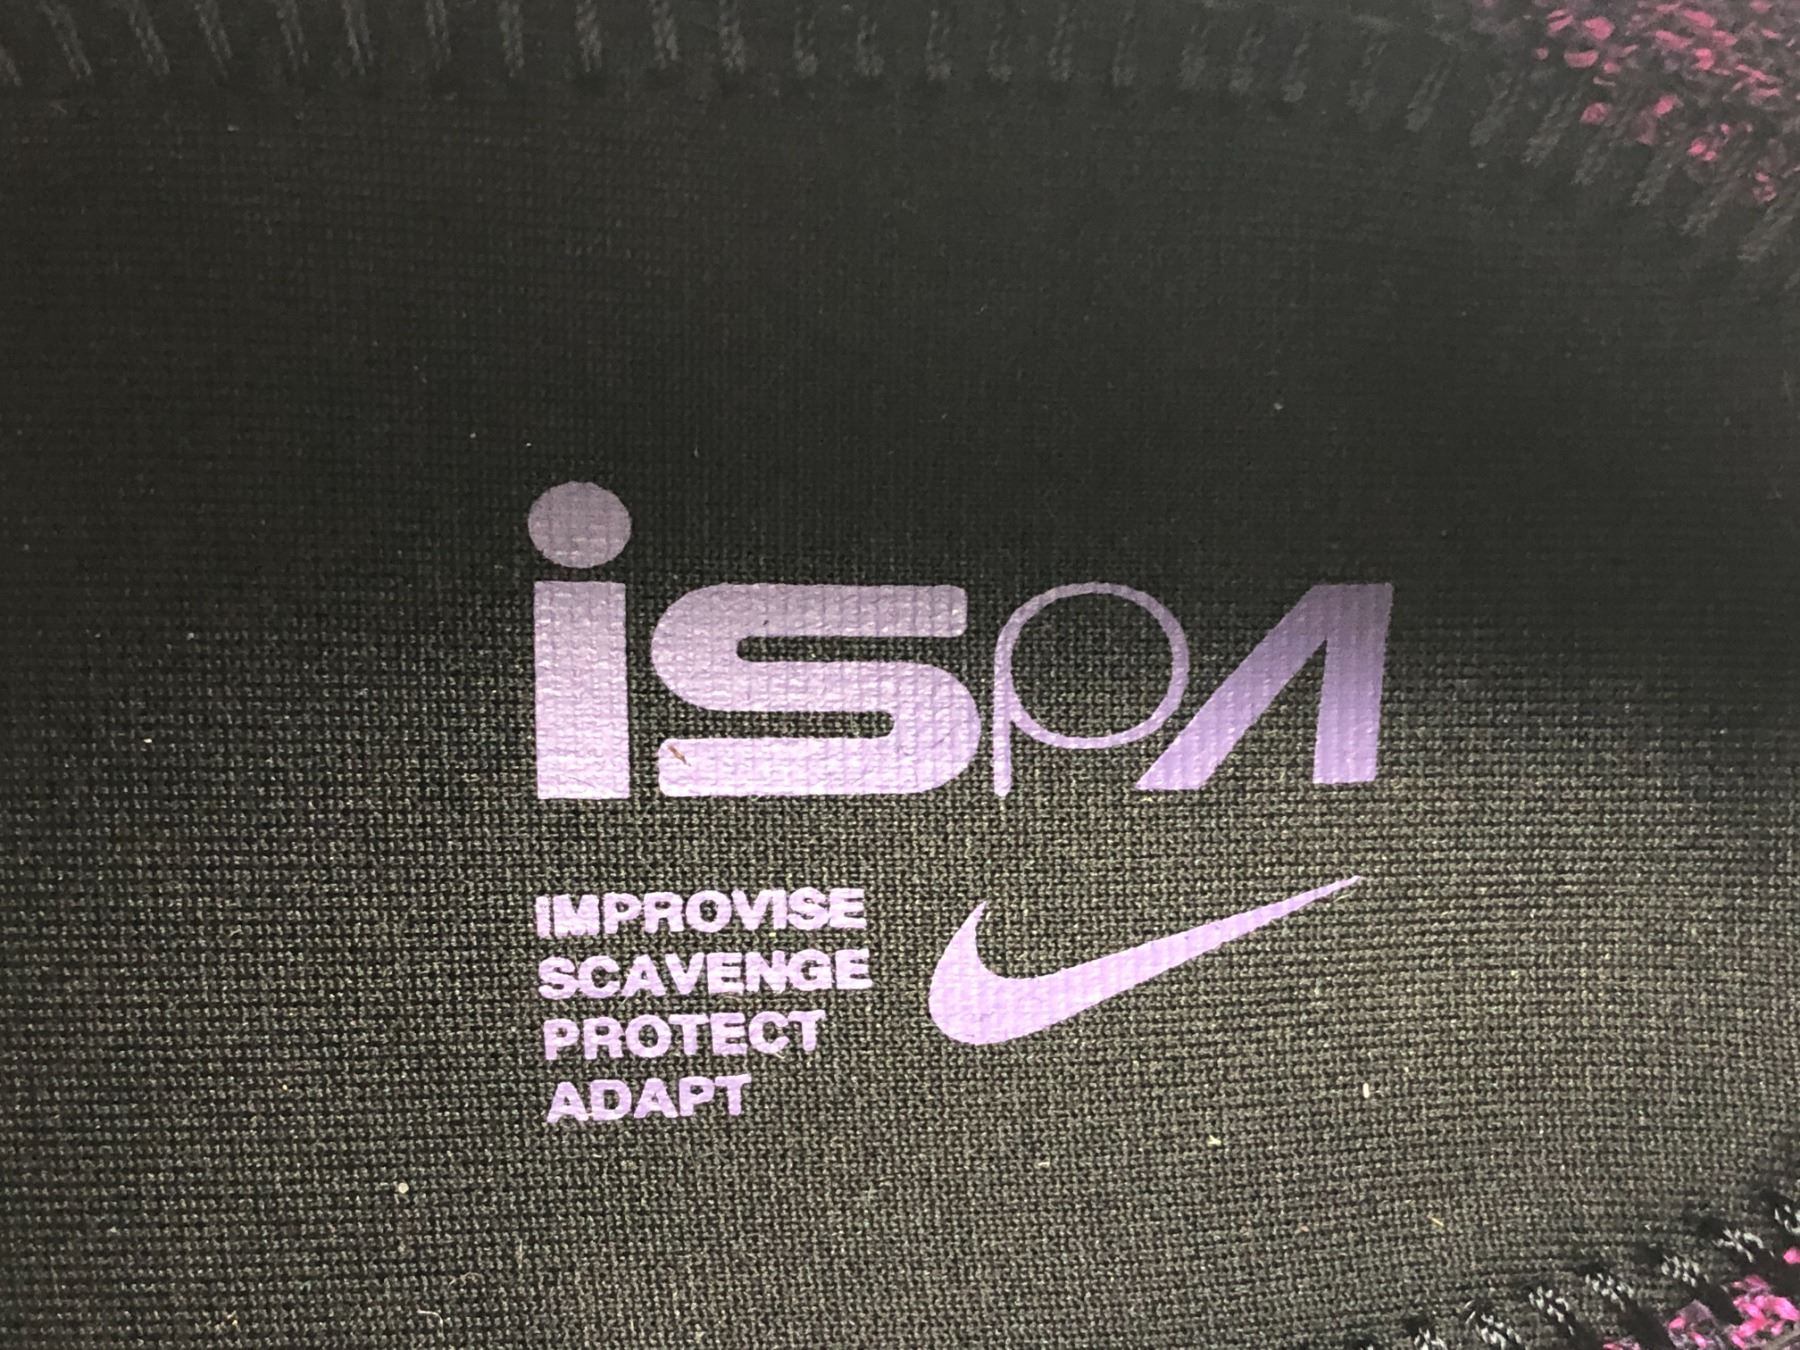 iSPA
IMPROVISE
SCAVENGE
PROTECT
ADAPT